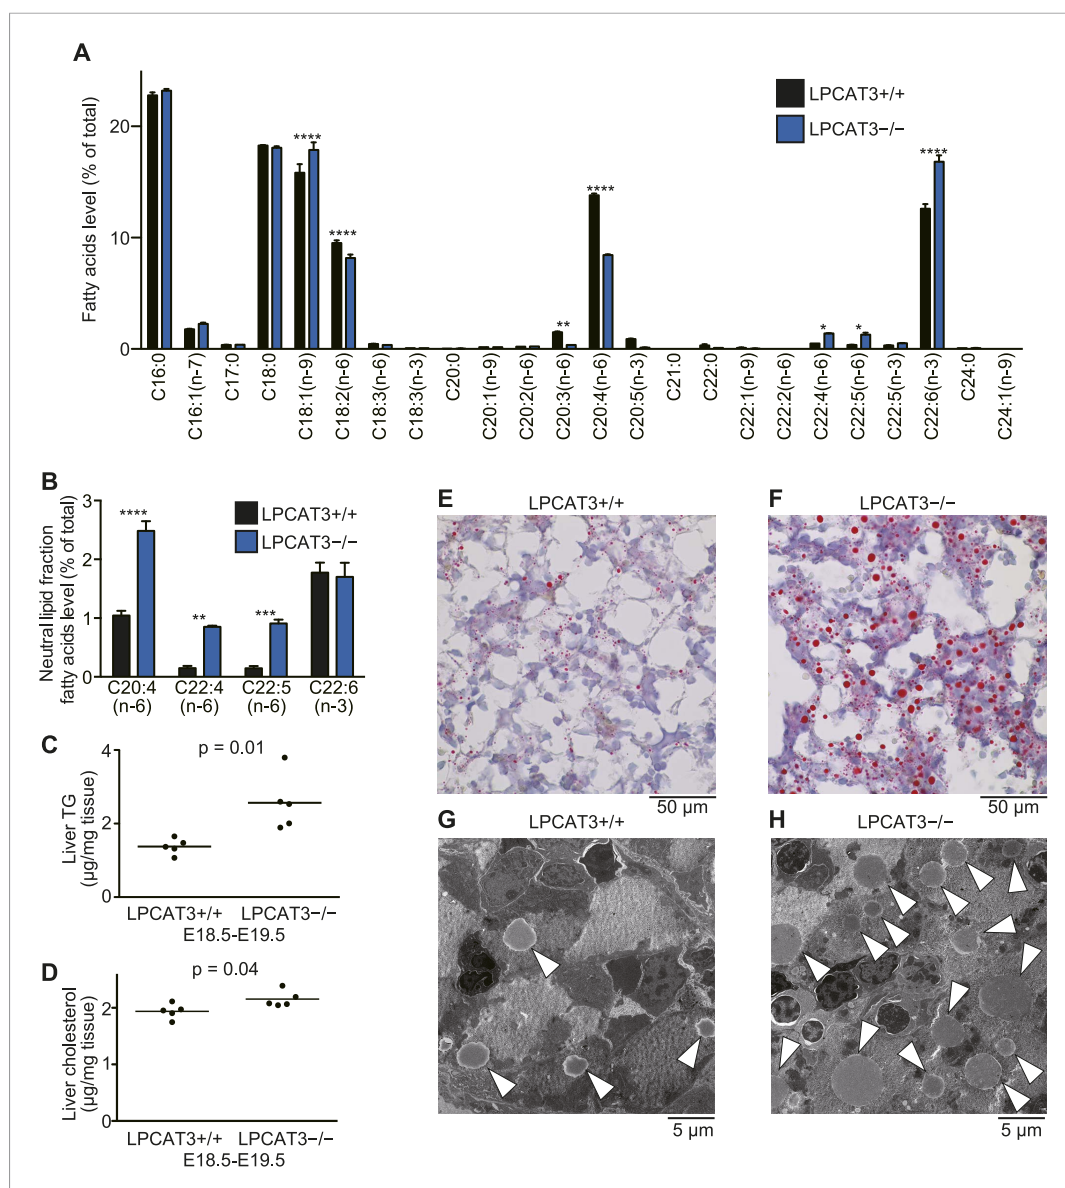 A
Fatty acids level (% of total)
20
10
0
LPCAT3+/+
LPCAT3−/−
****
****
**
****
*
*
****
C16:0
C16:1(n-7)
C17:0
C18:0
C18:1(n-9)
C18:2(n-6)
C18:3(n-6)
C18:3(n-3)
C20:0
C20:1(n-9)
C20:2(n-6)
C20:3(n-6)
C20:4(n-6)
C20:5(n-3)
C21:0
C22:0
C22:1(n-9)
C22:2(n-6)
C22:4(n-6)
C22:5(n-6)
C22:5(n-3)
C22:6(n-3)
C24:0
C24:1(n-9)
B
Neutral lipid fraction
fatty acids level (% of total)
3
2
1
0
****
**
***
LPCAT3+/+
LPCAT3−/−
C20:4 C22:4 C22:5 C22:6
(n-6) (n-6) (n-6) (n-3)
C
p = 0.01
Liver TG
(µg/mg tissue)
4
2
0
LPCAT3+/+ LPCAT3−/−
E18.5-E19.5
D
p = 0.04
Liver cholesterol
(µg/mg tissue)
2
1
0
LPCAT3+/+ LPCAT3−/−
E18.5-E19.5
E
LPCAT3+/+
50 µm
F
LPCAT3−/−
50 µm
G
LPCAT3+/+
5 µm
H
LPCAT3−/−
5 µm